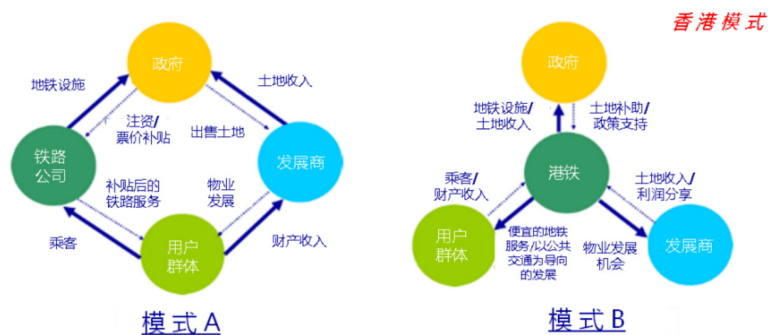 香港模式
政府
地铁设施
土地收入
注资/
票价补贴
出售土地
铁路
公司
发展商
补贴后的
铁路服务
物业
发展
乘客
用户
群体
财产收入
模式A
政府
地铁设施/
土地收入
土地补助/
政策支持
港铁
乘客/
财产收入
土地收入/
利润分享
用户
群体
便宜的地铁
服务/以公共
交通为导向
的发展
物业发展
机会
发展商
模式B